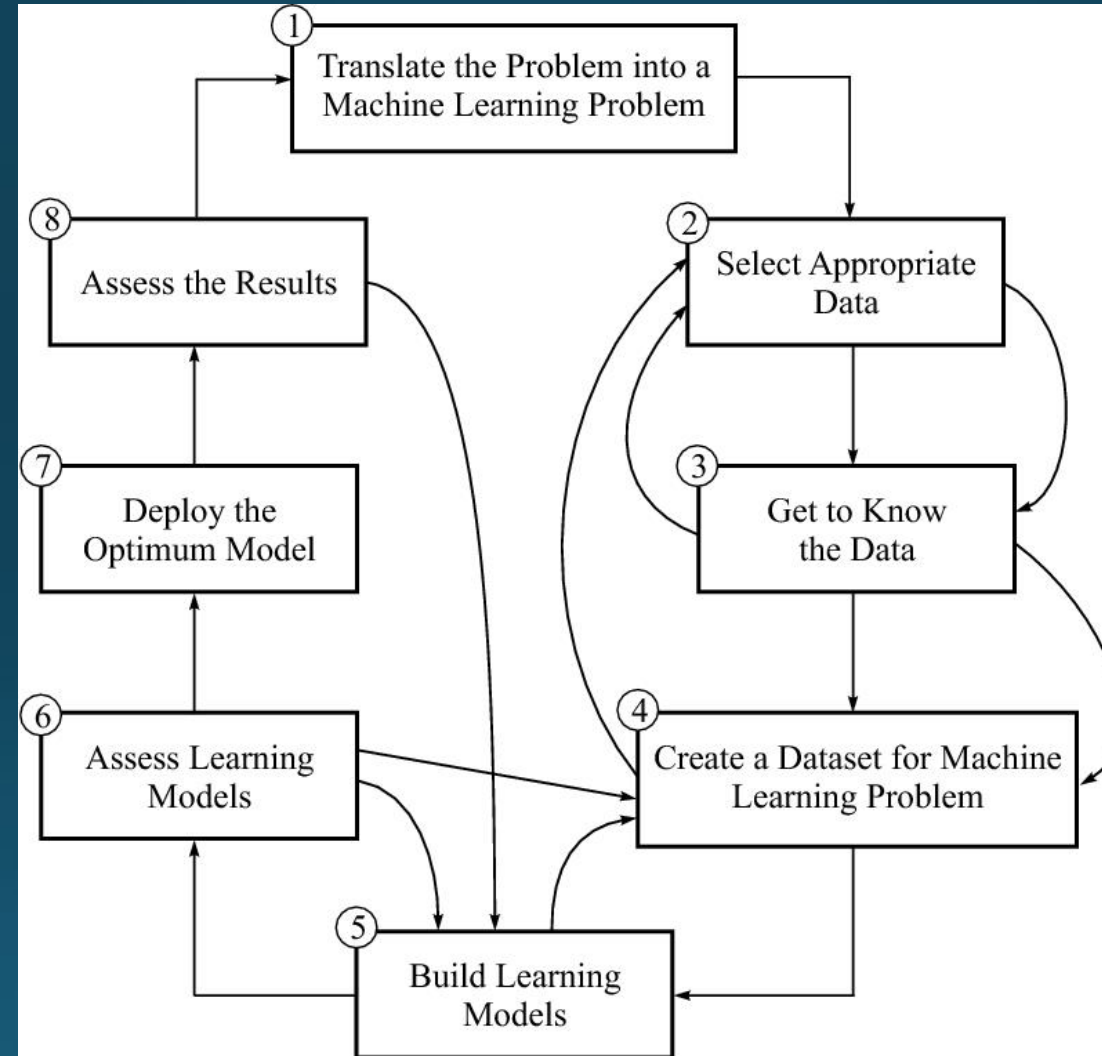 1
Translate the Problem into a
Machine Learning Problem
8
Assess the Results
2
Select Appropriate
Data
7
Deploy the
Optimum Model
3
Get to Know
the Data
6
Assess Learning
Models
4
Create a Dataset for Machine
Learning Problem
5
Build Learning
Models